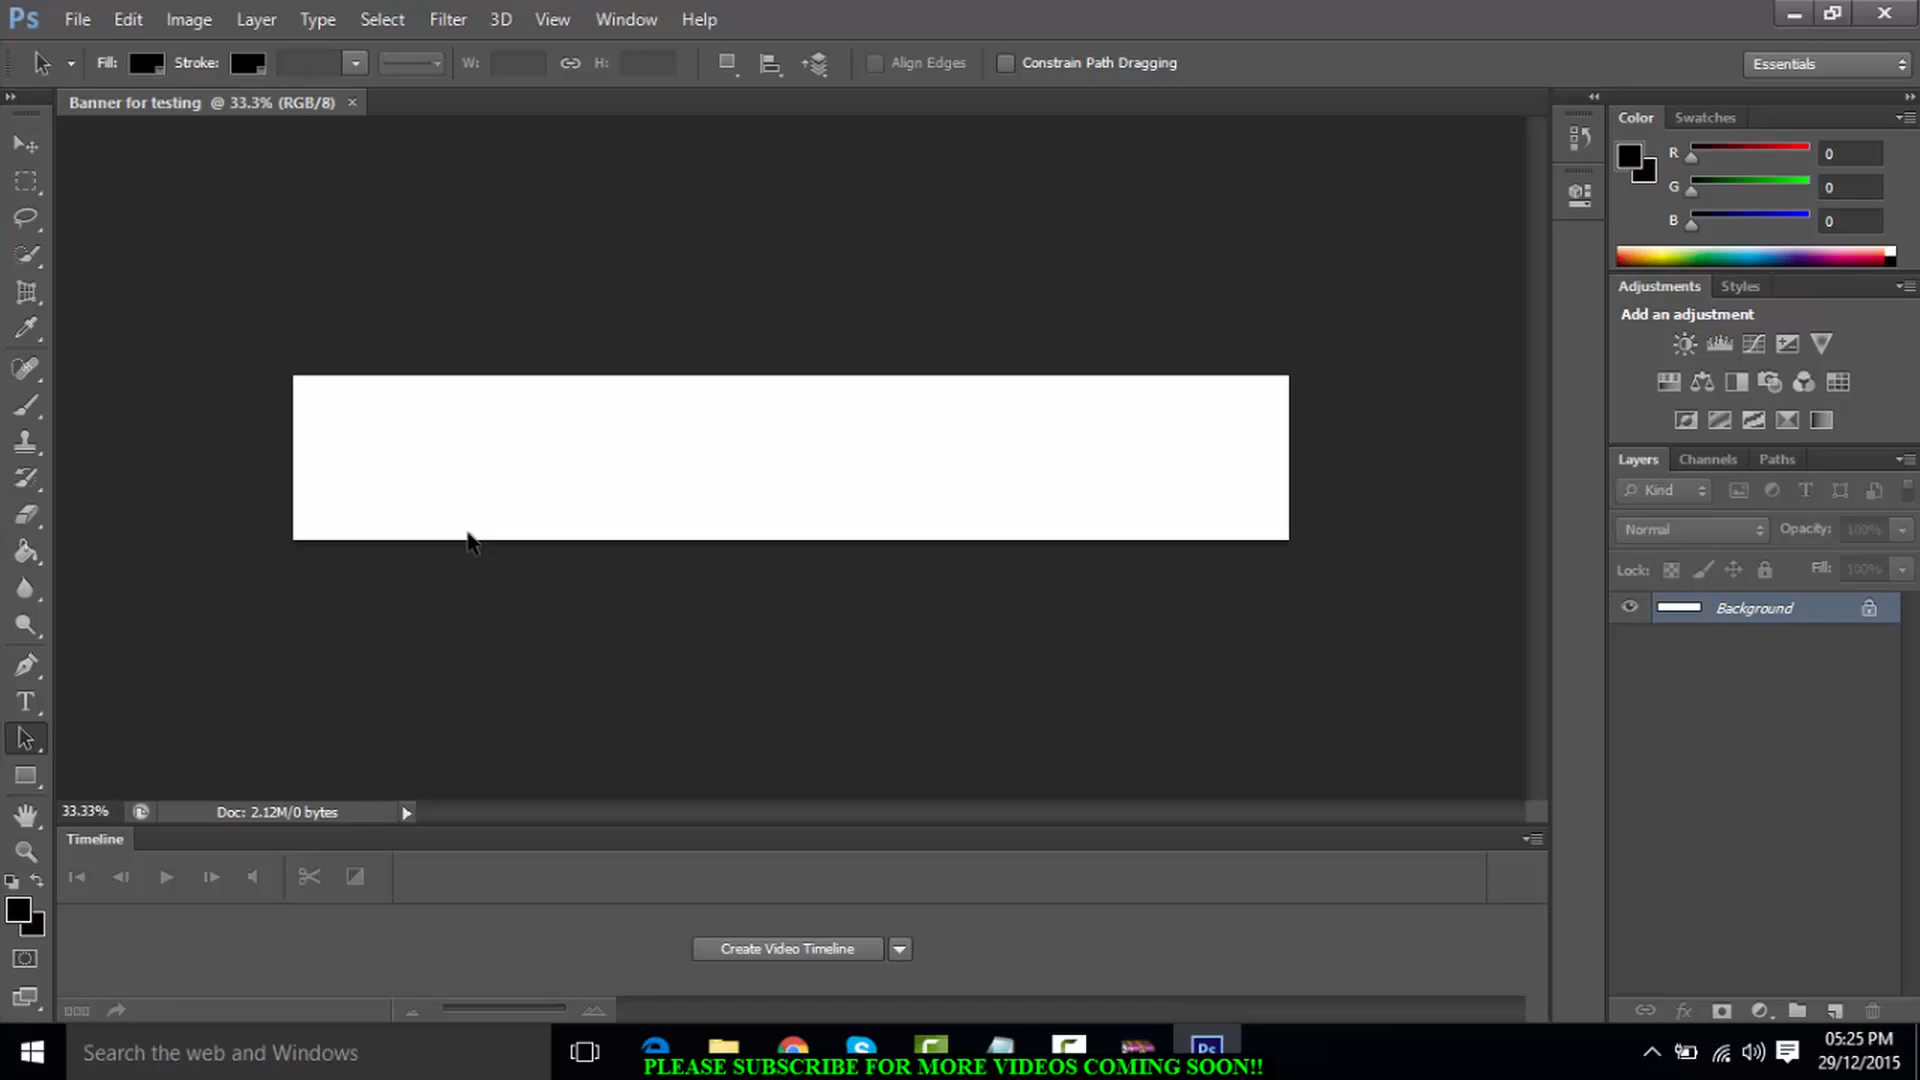 Ps File Edit Image Layer Type Select Filter 3D View Window Help
Fill: Stroke: W: H: Align Edges Constrain Path Dragging Essentials
Banner for testing @ 33.3% (RGB/8) ×
Color Swatches
R 0
G 0
B 0
Adjustments Styles
Add an adjustment
Layers Channels Paths
Kind
Normal Opacity: 100%
Lock: Fill: 100%
Background
33.33% Doc: 2.12M/0 bytes
Timeline
Create Video Timeline
Search the web and Windows
PLEASE SUBSCRIBE FOR MORE VIDEOS COMING SOON!!
05:25 PM
29/12/2015